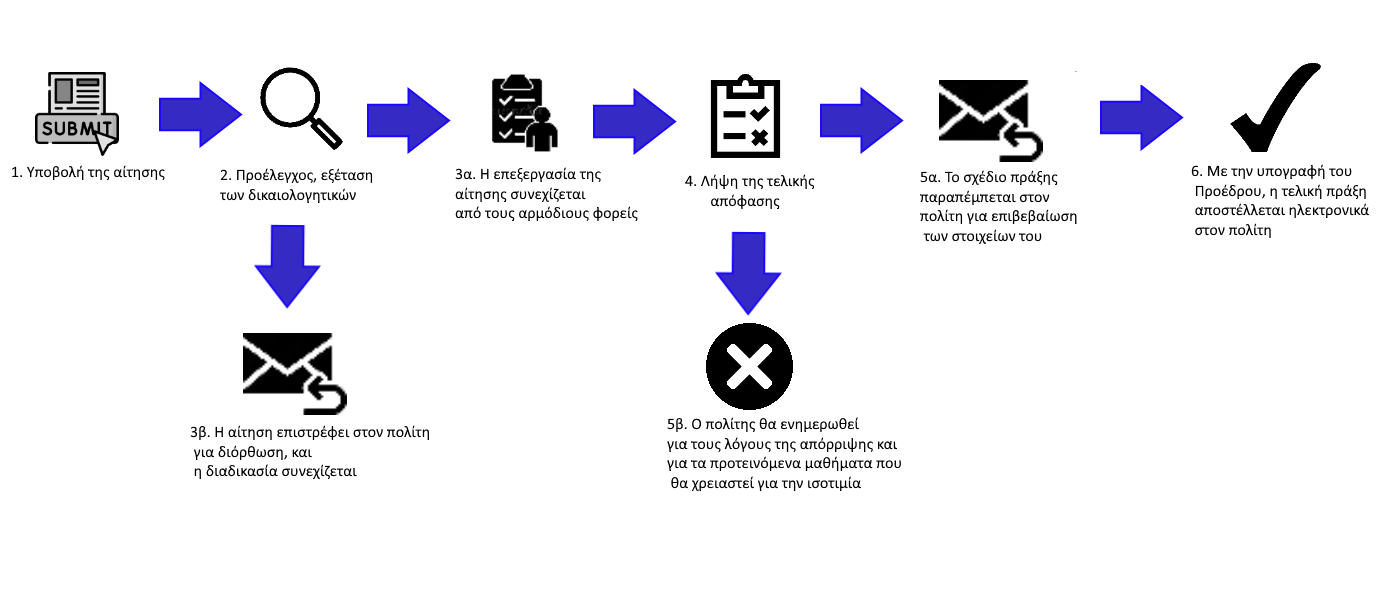 SUBMIT
1. Υποβολή της αίτησης
2. Προέλεγχος, εξέταση
των δικαιολογητικών
3α. Η επεξεργασία της
αίτησης συνεχίζεται
από τους αρμόδιους φορείς
4. Λήψη της τελικής
απόφασης
5α. Το σχέδιο πράξης
παραπέμπεται στον
πολίτη για επιβεβαίωση
των στοιχείων του
6. Με την υπογραφή του
Προέδρου, η τελική πράξη
αποστέλλεται ηλεκτρονικά
στον πολίτη
3β. Η αίτηση επιστρέφει στον πολίτη
για διόρθωση, και
η διαδικασία συνεχίζεται
5β. Ο πολίτης θα ενημερωθεί
για τους λόγους της απόρριψης και
για τα προτεινόμενα μαθήματα που
θα χρειαστεί για την ισοτιμία